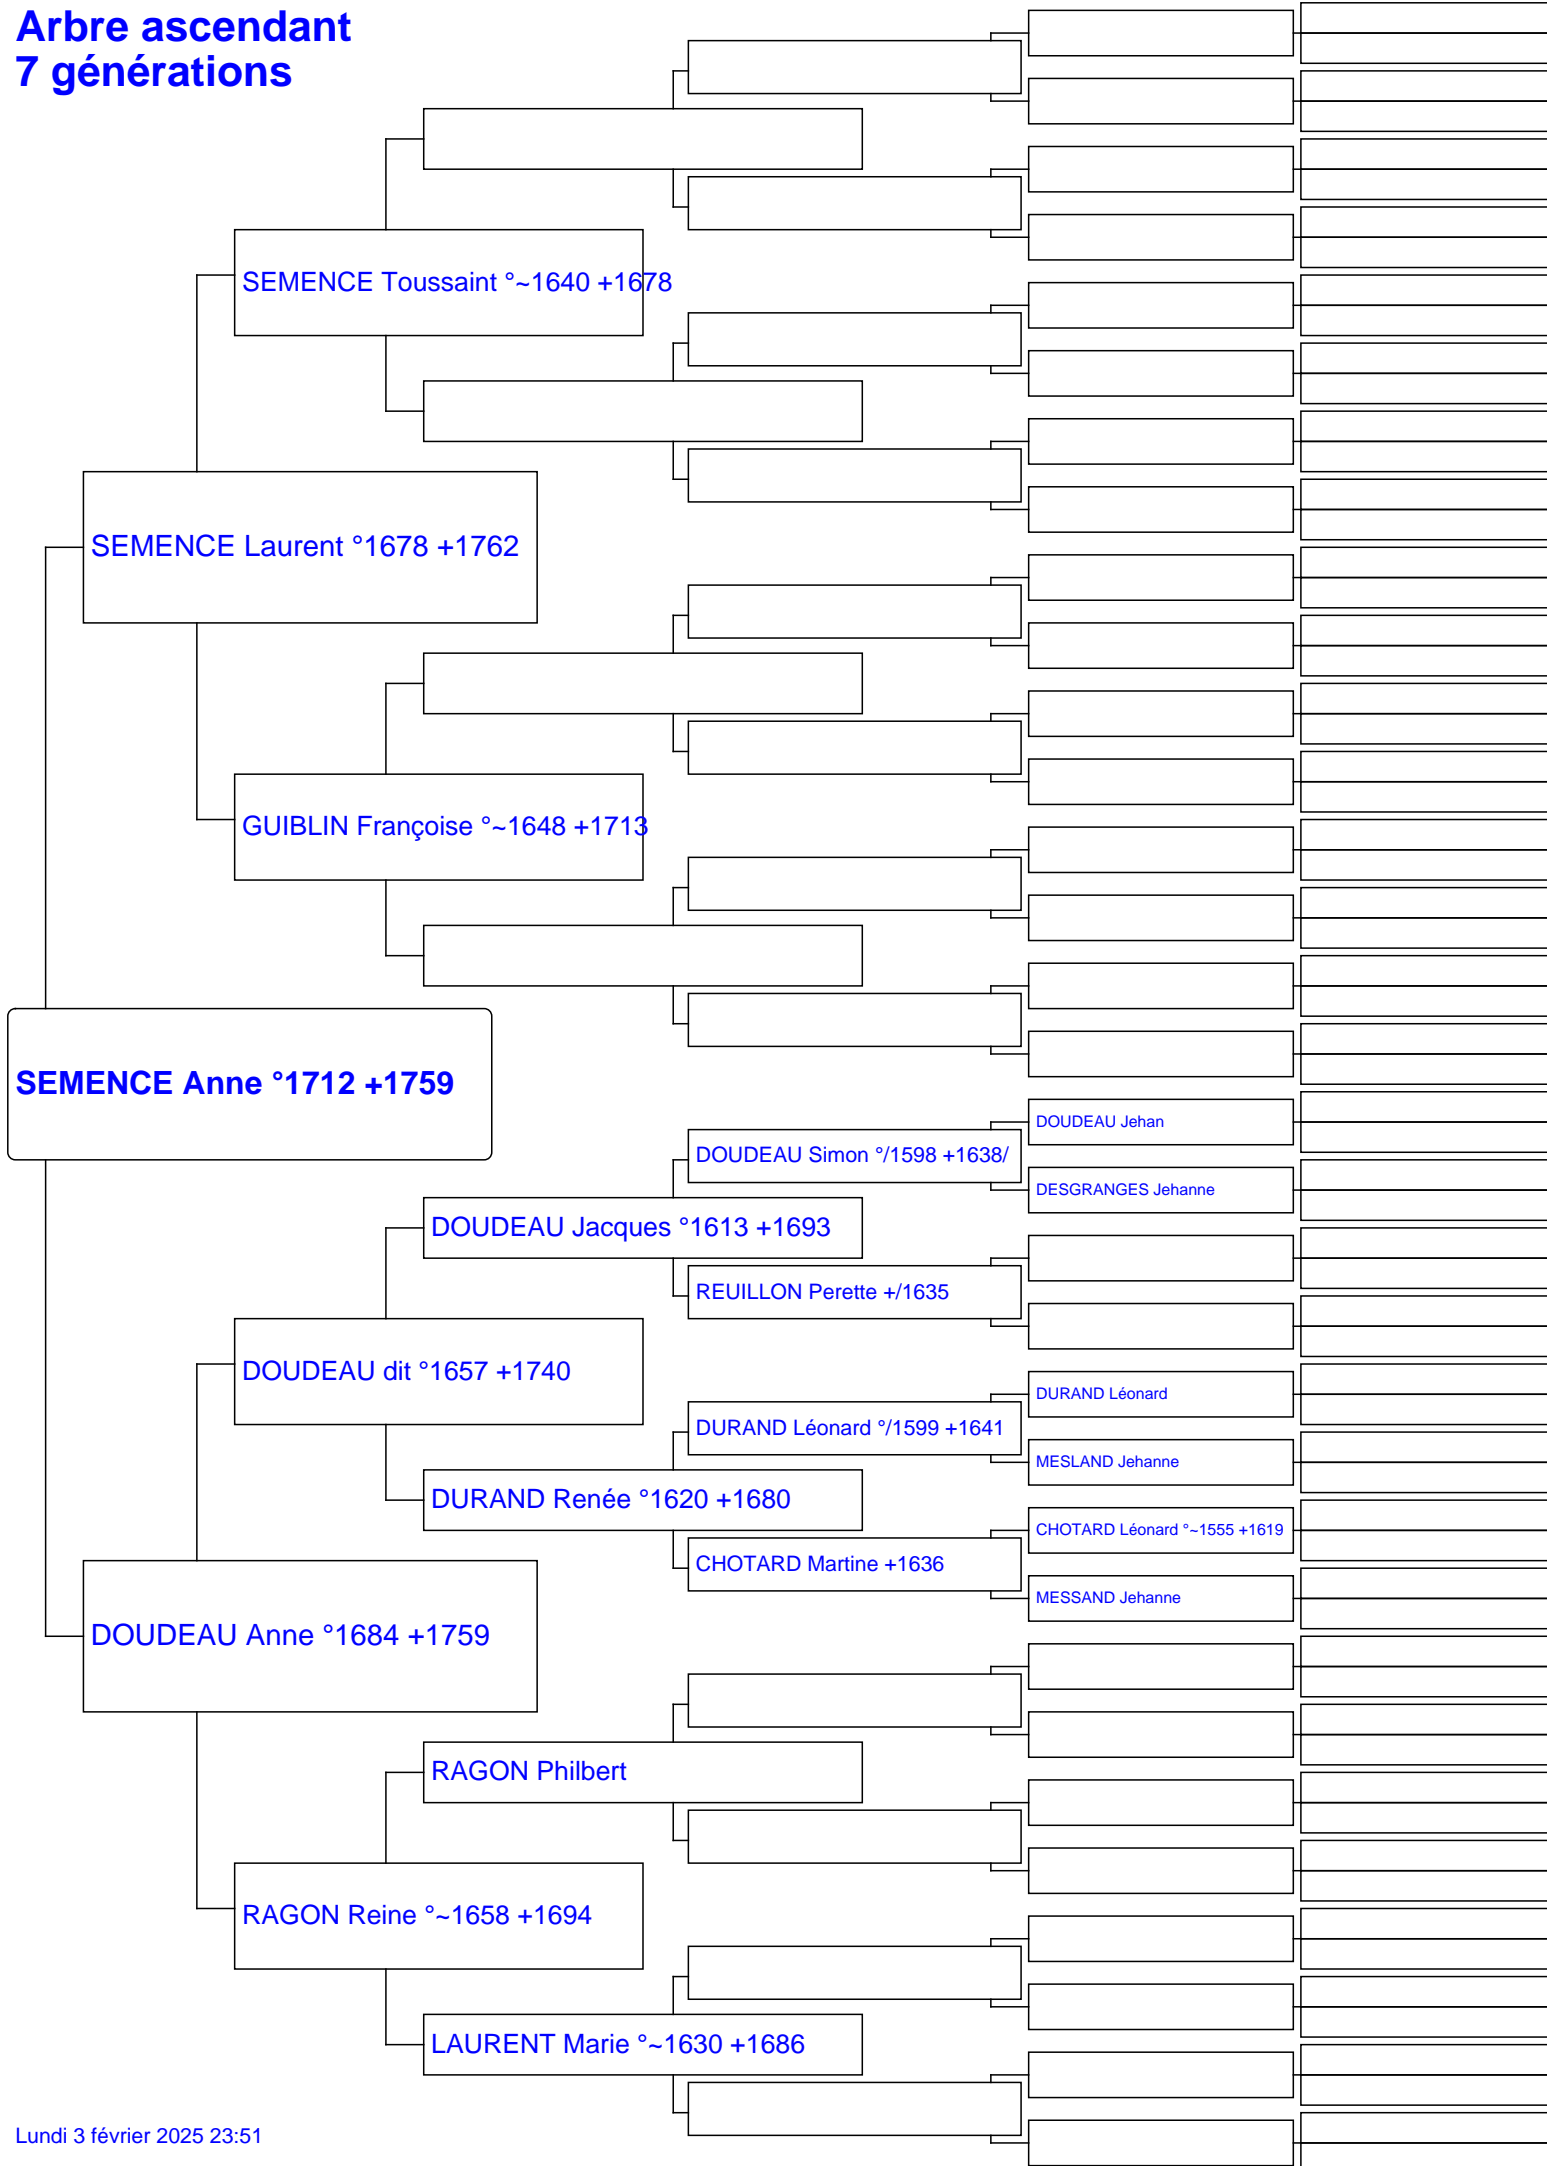 Arbre ascendant
7 générations
SEMENCE Toussaint °~1640 +1678
SEMENCE Laurent °1678 +1762
GUIBLIN Françoise °~1648 +1713
SEMENCE Anne °1712 +1759
DOUDEAU Jehan
DOUDEAU Simon °/1598 +1638/
DESGRANGES Jehanne
DOUDEAU Jacques °1613 +1693
REUILLON Perette +/1635
DOUDEAU dit °1657 +1740
DURAND Léonard
DURAND Léonard °/1599 +1641
MESLAND Jehanne
DURAND Renée °1620 +1680
CHOTARD Léonard °~1555 +1619
CHOTARD Martine +1636
MESSAND Jehanne
DOUDEAU Anne °1684 +1759
RAGON Philbert
RAGON Reine °~1658 +1694
LAURENT Marie °~1630 +1686
Lundi 3 février 2025 23:51